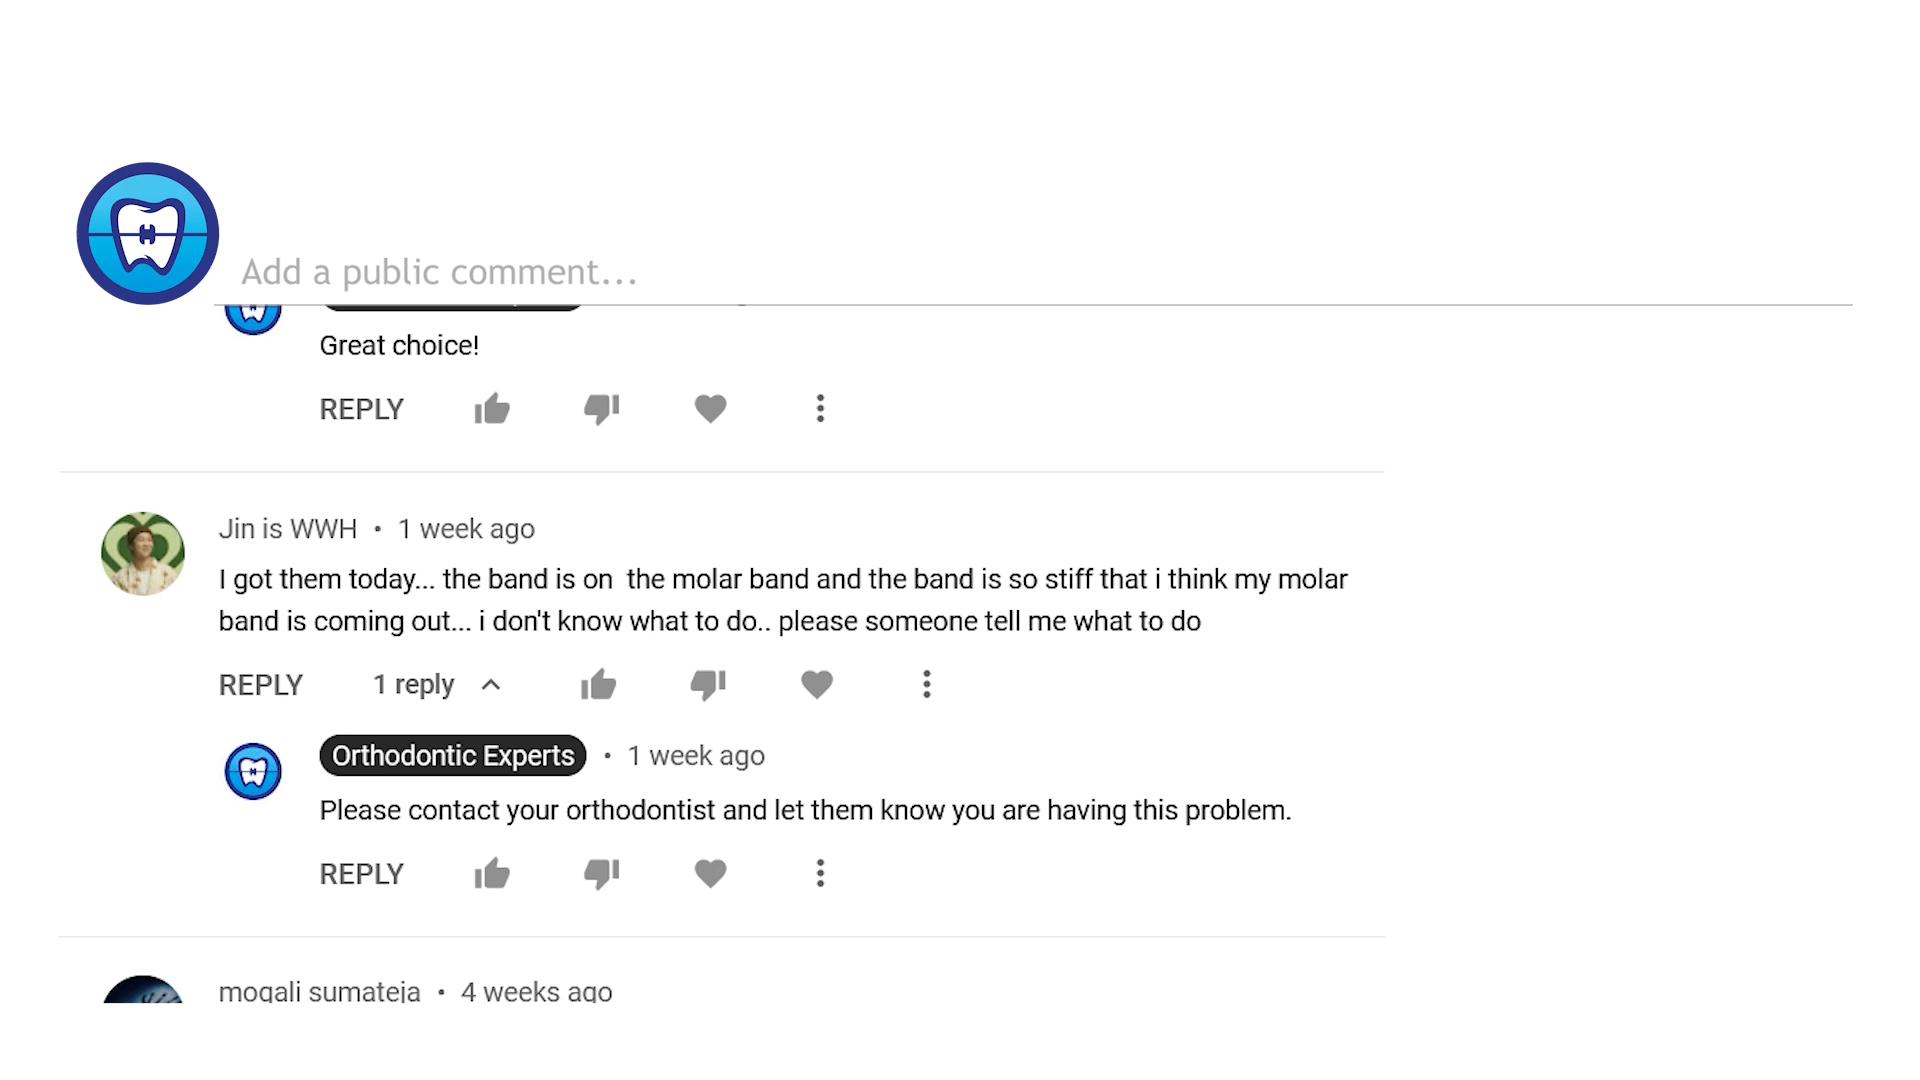 Add a public comment...
Great choice!
REPLY
Jin is WWH • 1 week ago
I got them today... the band is on  the molar band and the band is so stiff that i think my molar
band is coming out... i don't know what to do.. please someone tell me what to do
REPLY 1 reply
Orthodontic Experts • 1 week ago
Please contact your orthodontist and let them know you are having this problem.
REPLY
mogali sumateja • 4 weeks ago